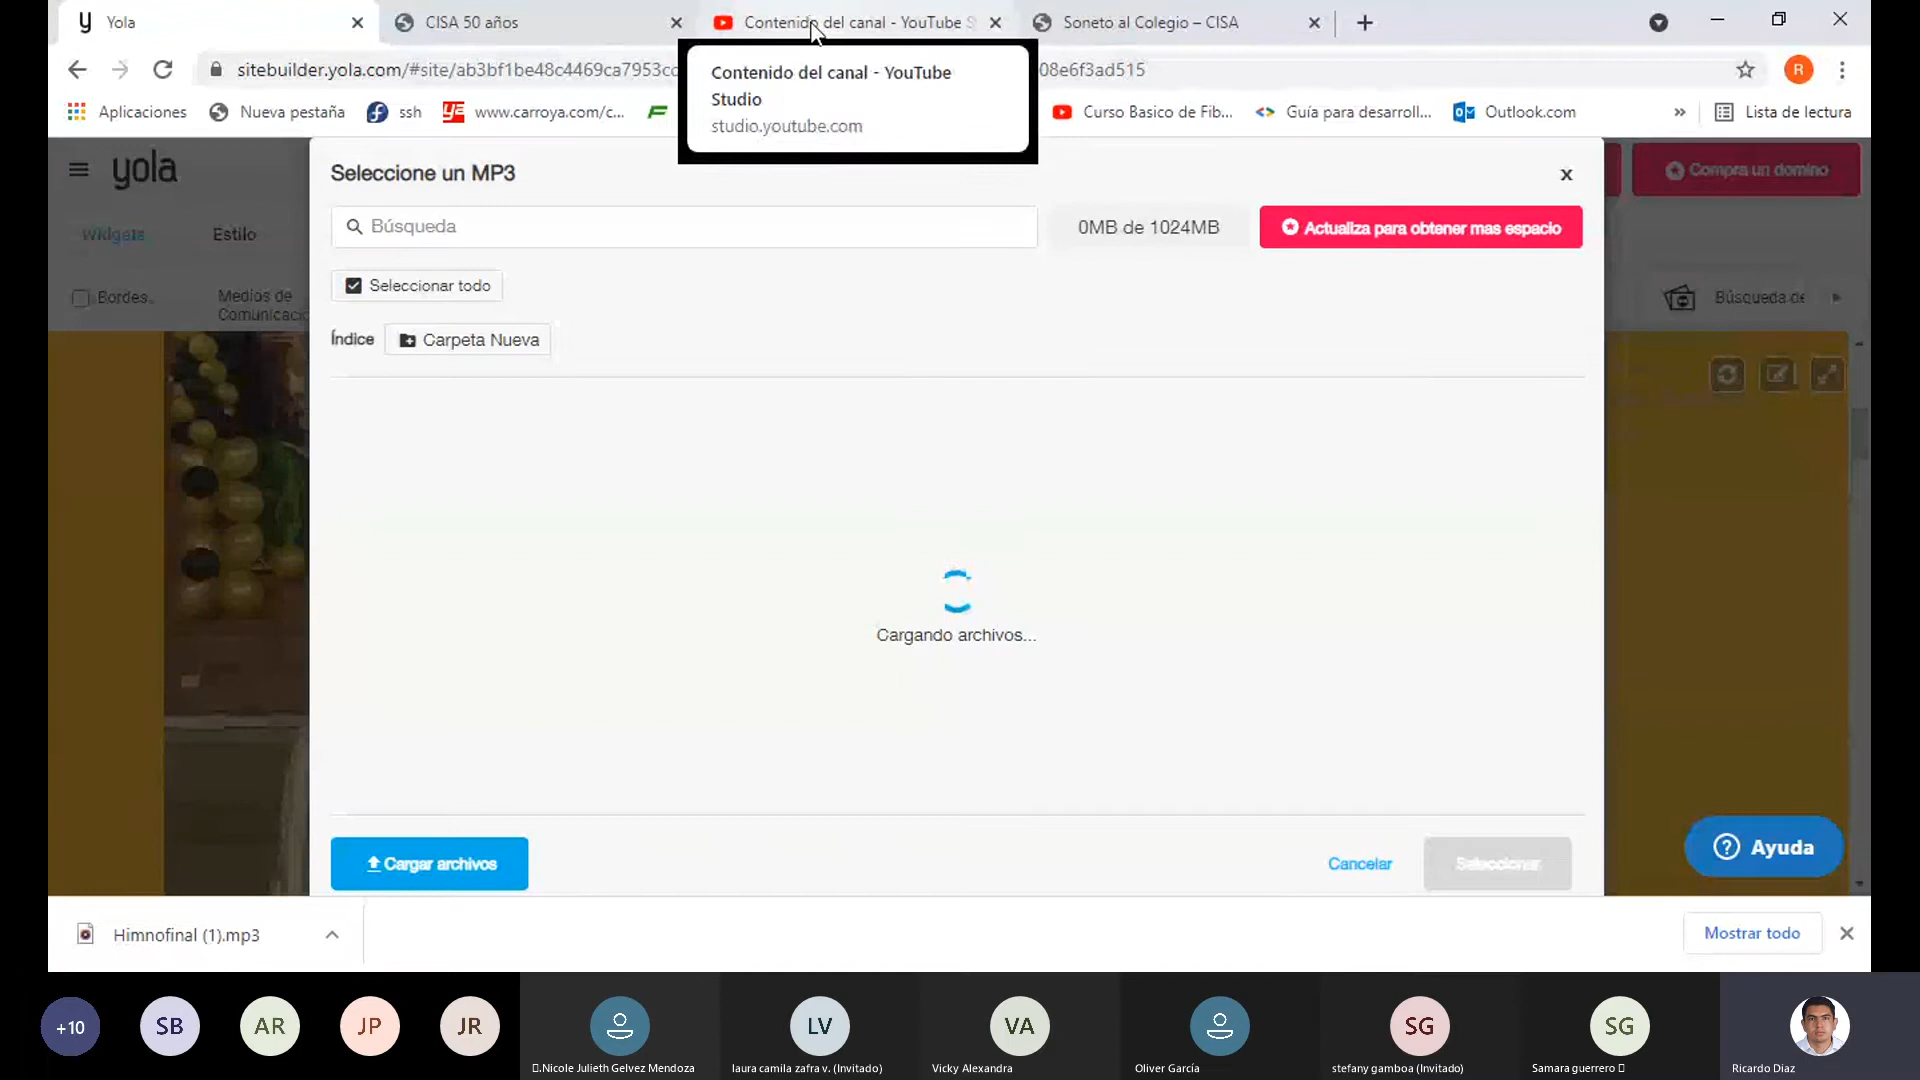 Yola
CISA 50 años
Contenido del canal - YouTube S
Soneto al Colegio – CISA
sitebuilder.yola.com/#site/ab3bf1be48c4469ca7953cc
08e6f3ad515
R
Contenido del canal - YouTube
Studio
studio.youtube.com
Aplicaciones
Nueva pestaña
ssh
www.carroya.com/c...
Curso Basico de Fib...
Guía para desarroll...
Outlook.com
»
Lista de lectura
yola
Seleccione un MP3
x
Compra un domino
Búsqueda
0MB de 1024MB
Actualiza para obtener mas espacio
Widgets
Estilo
Seleccionar todo
Bordes
Medios de
Comunicacio
Búsqueda de
Índice
Carpeta Nueva
Cargando archivos...
Cargar archivos
Cancelar
Seleccionar
Ayuda
Himnofinal (1).mp3
Mostrar todo
+10
SB
AR
JP
JR
LV
VA
SG
SG
.Nicole Julieth Gelvez Mendoza
laura camila zafra v. (Invitado)
Vicky Alexandra
Oliver García
stefany gamboa (Invitado)
Samara guerrero
Ricardo Diaz